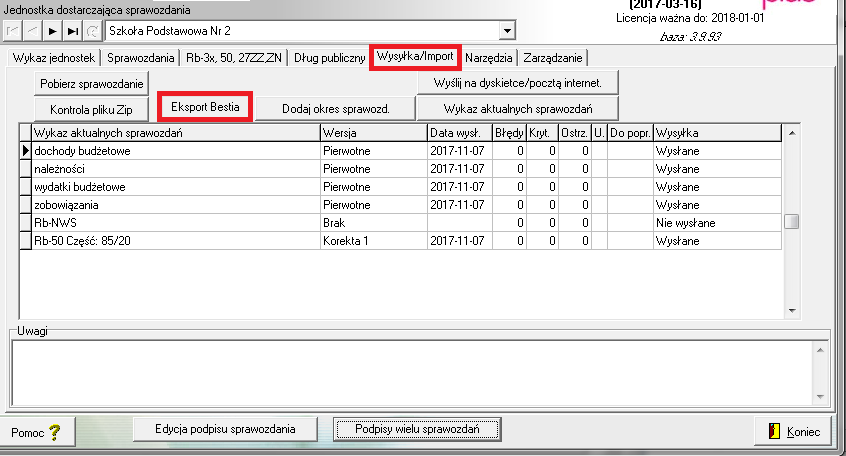 Jednostka dostarczająca sprawozdania
(2017-03-16)
Licencja ważna do: 2018-01-01
baza: 3.9.93
Szkoła Podstawowa Nr 2
Wykaz jednostek Sprawozdania Rb-3x, 50, 27ZZ,ZN Dług publiczny Wysyłka/Import Narzędzia Zarządzanie
Pobierz sprawozdanie Wyślij na dyskietce/pocztą internet.
Kontrola pliku Zip Eksport Bestia Dodaj okres sprawozd. Wykaz aktualnych sprawozdań
Wykaz aktualnych sprawozdań Wersja Data wysł. Błędy Kryt. Ostrz. U. Do popr. Wysyłka
dochody budżetowe Pierwotne 2017-11-07 0 0 0 Wysłane
należności Pierwotne 2017-11-07 0 0 0 Wysłane
wydatki budżetowe Pierwotne 2017-11-07 0 0 0 Wysłane
zobowiązania Pierwotne 2017-11-07 0 0 0 Wysłane
Rb-NWS Brak 0 0 0 Nie wysłane
Rb-50 Część: 85/20 Korekta 1 2017-11-07 0 0 0 Wysłane
Uwagi
Pomoc ? Edycja podpisu sprawozdania Podpisy wielu sprawozdań Koniec